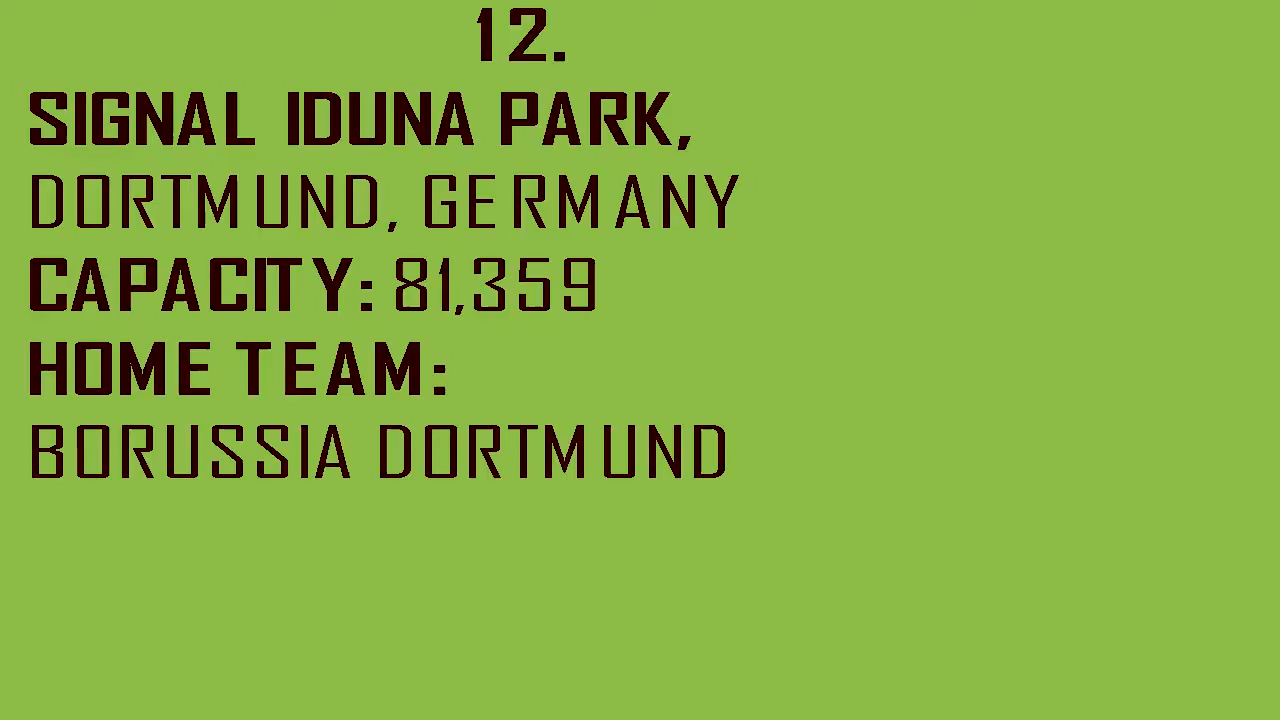 12.
SIGNAL IDUNA PARK,
DORTMUND, GERMANY
CAPACITY: 81,359
HOME TEAM:
BORUSSIA DORTMUND